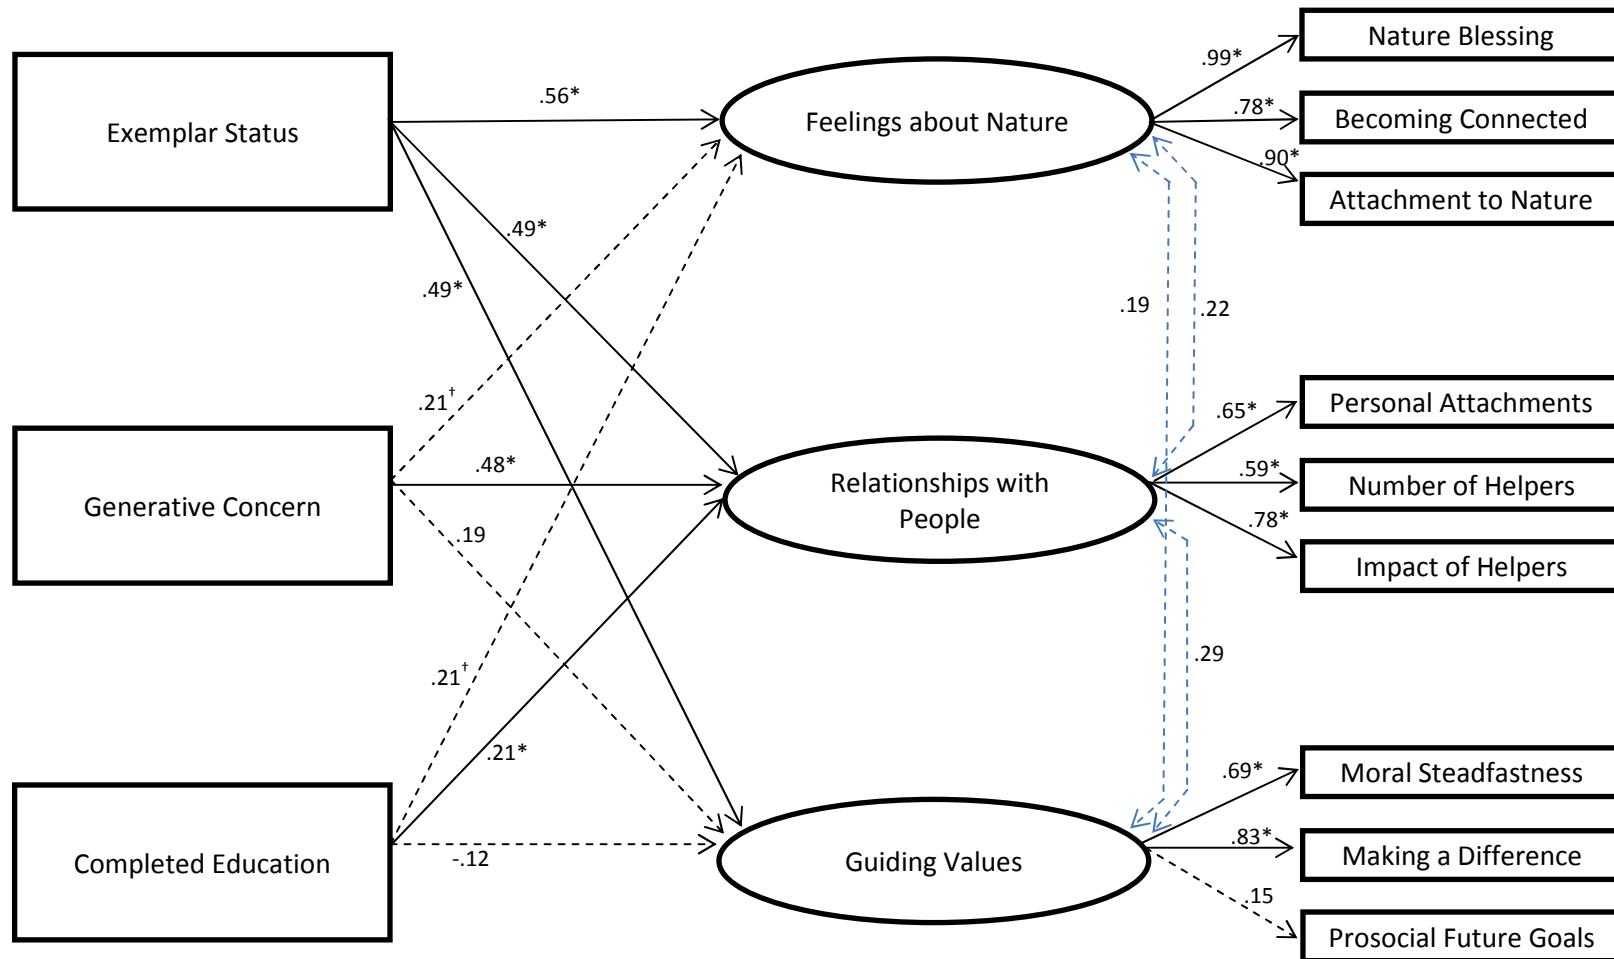 Nature Blessing
.99*
.56*
.78*
Exemplar Status
Feelings about Nature
Becoming Connected
.90*
Attachment to Nature
.49*
.49*
.19
.22
.21†
.65*
Personal Attachments
.48*
Relationships with
People
.59*
Number of Helpers
Generative Concern
.19
.78*
Impact of Helpers
.21†
.29
.21*
.69*
Moral Steadfastness
.83*
Completed Education
-.12
Guiding Values
Making a Difference
.15
Prosocial Future Goals